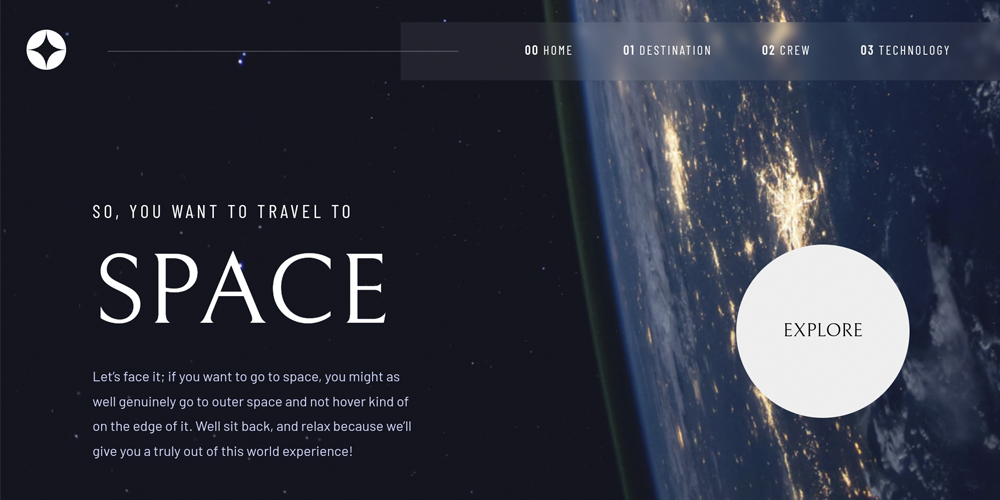 00 HOME
01 DESTINATION
02 CREW
03 TECHNOLOGY
SO, YOU WANT TO TRAVEL TO
SPACE
Let’s face it; if you want to go to space, you might as
well genuinely go to outer space and not hover kind of
on the edge of it. Well sit back, and relax because we’ll
give you a truly out of this world experience!
EXPLORE